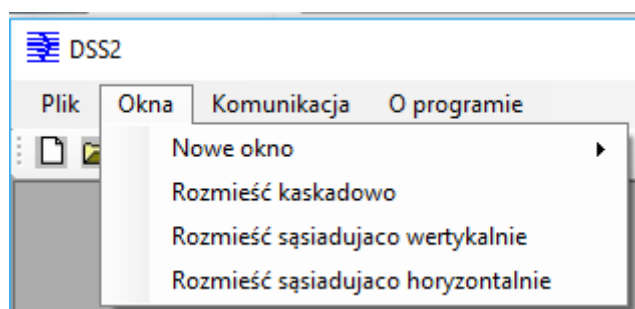 DSS2
Plik Okna Komunikacja O programie
Nowe okno
Rozmieść kaskadowo
Rozmieść sąsiadujaco wertykalnie
Rozmieść sąsiadujaco horyzontalnie